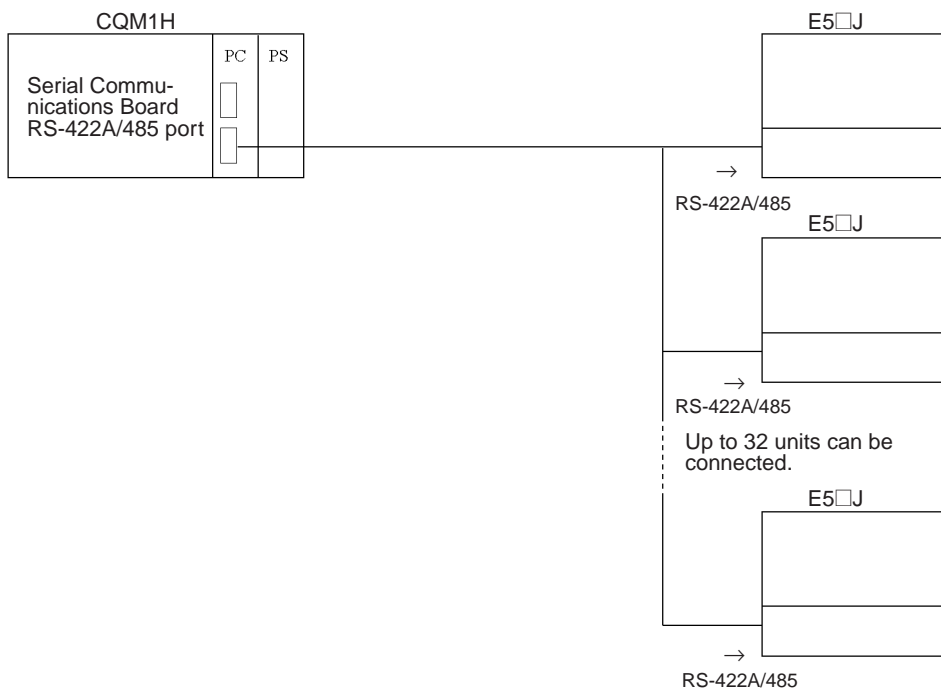 CQM1H
PC PS
Serial Commu-
nications Board
RS-422A/485 port
E5□J
→
RS-422A/485
E5□J
→
RS-422A/485
Up to 32 units can be
connected.
E5□J
→
RS-422A/485